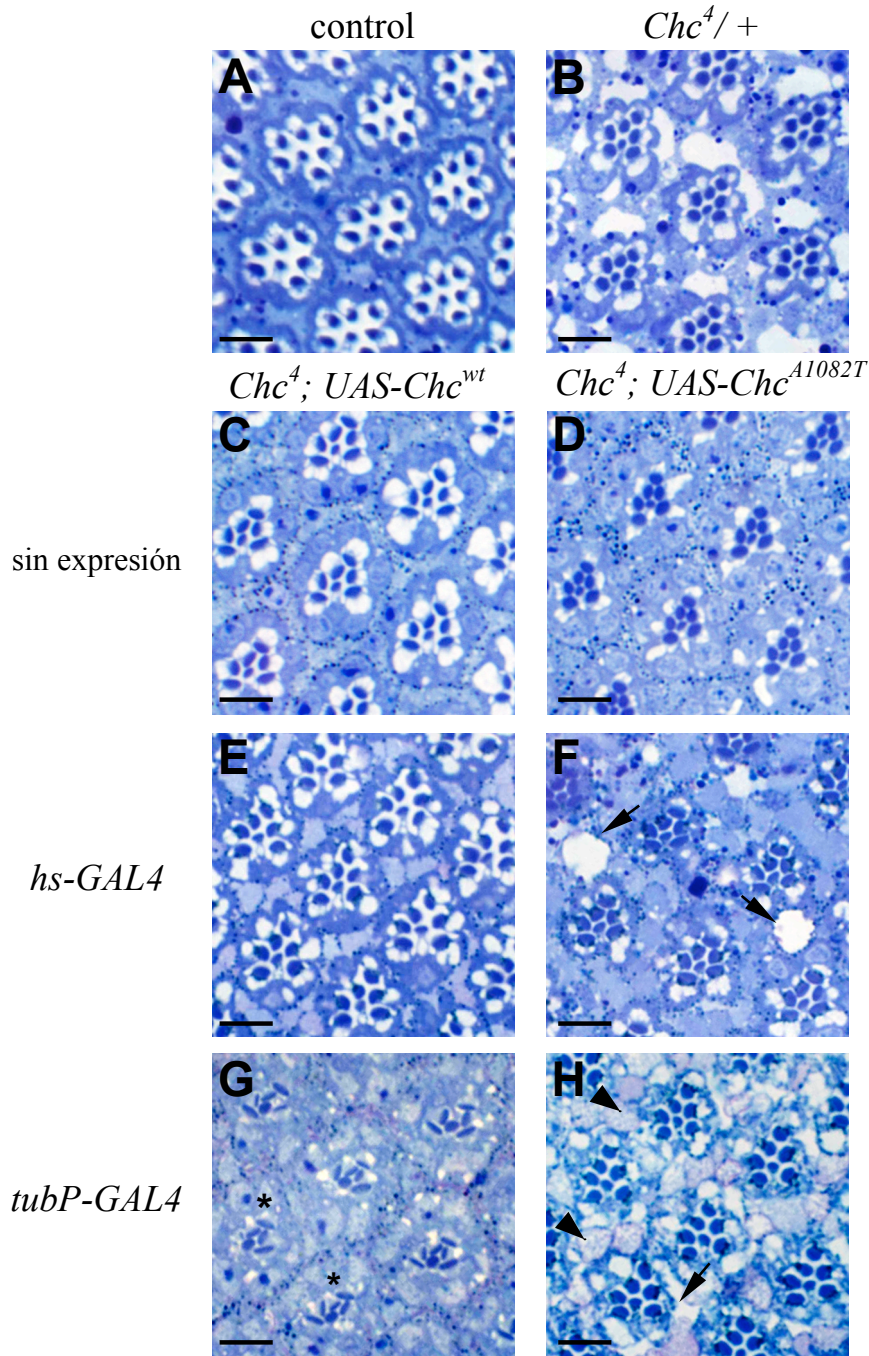 control
Chc⁴/ +
A
B
Chc⁴; UAS-Chcʷᵗ
Chc⁴; UAS-Chcᴬ¹⁰⁸²ᵀ
C
D
sin expresión
E
F
hs-GAL4
G
H
tubP-GAL4
*
*